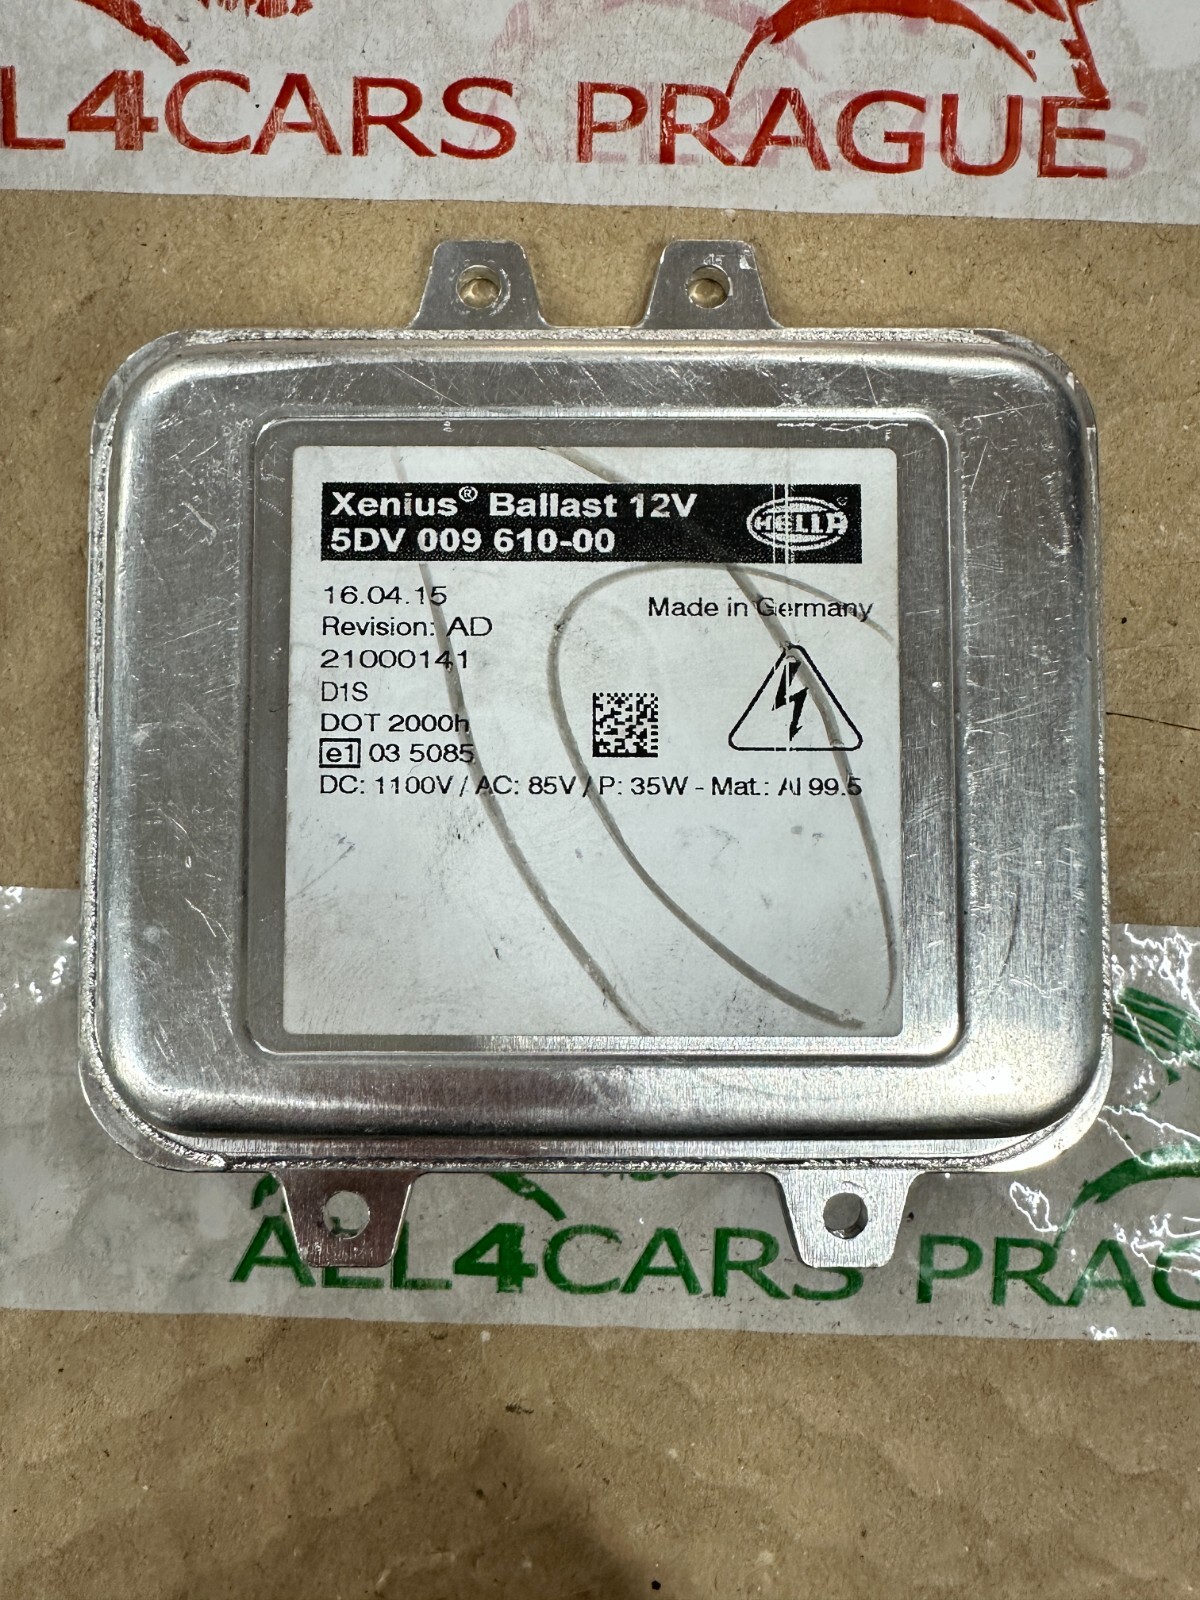 LL4CARS PRAGUE
Xenius® Ballast 12V
5DV 009 610-00
HELLA
16.04.15
Made in Germany
Revision: AD
21000141
D1S
DOT 2000h
e1 03 5085
DC: 1100V / AC: 85V / P: 35W - Mat.: Al 99.5
ALL4CARS PRAG